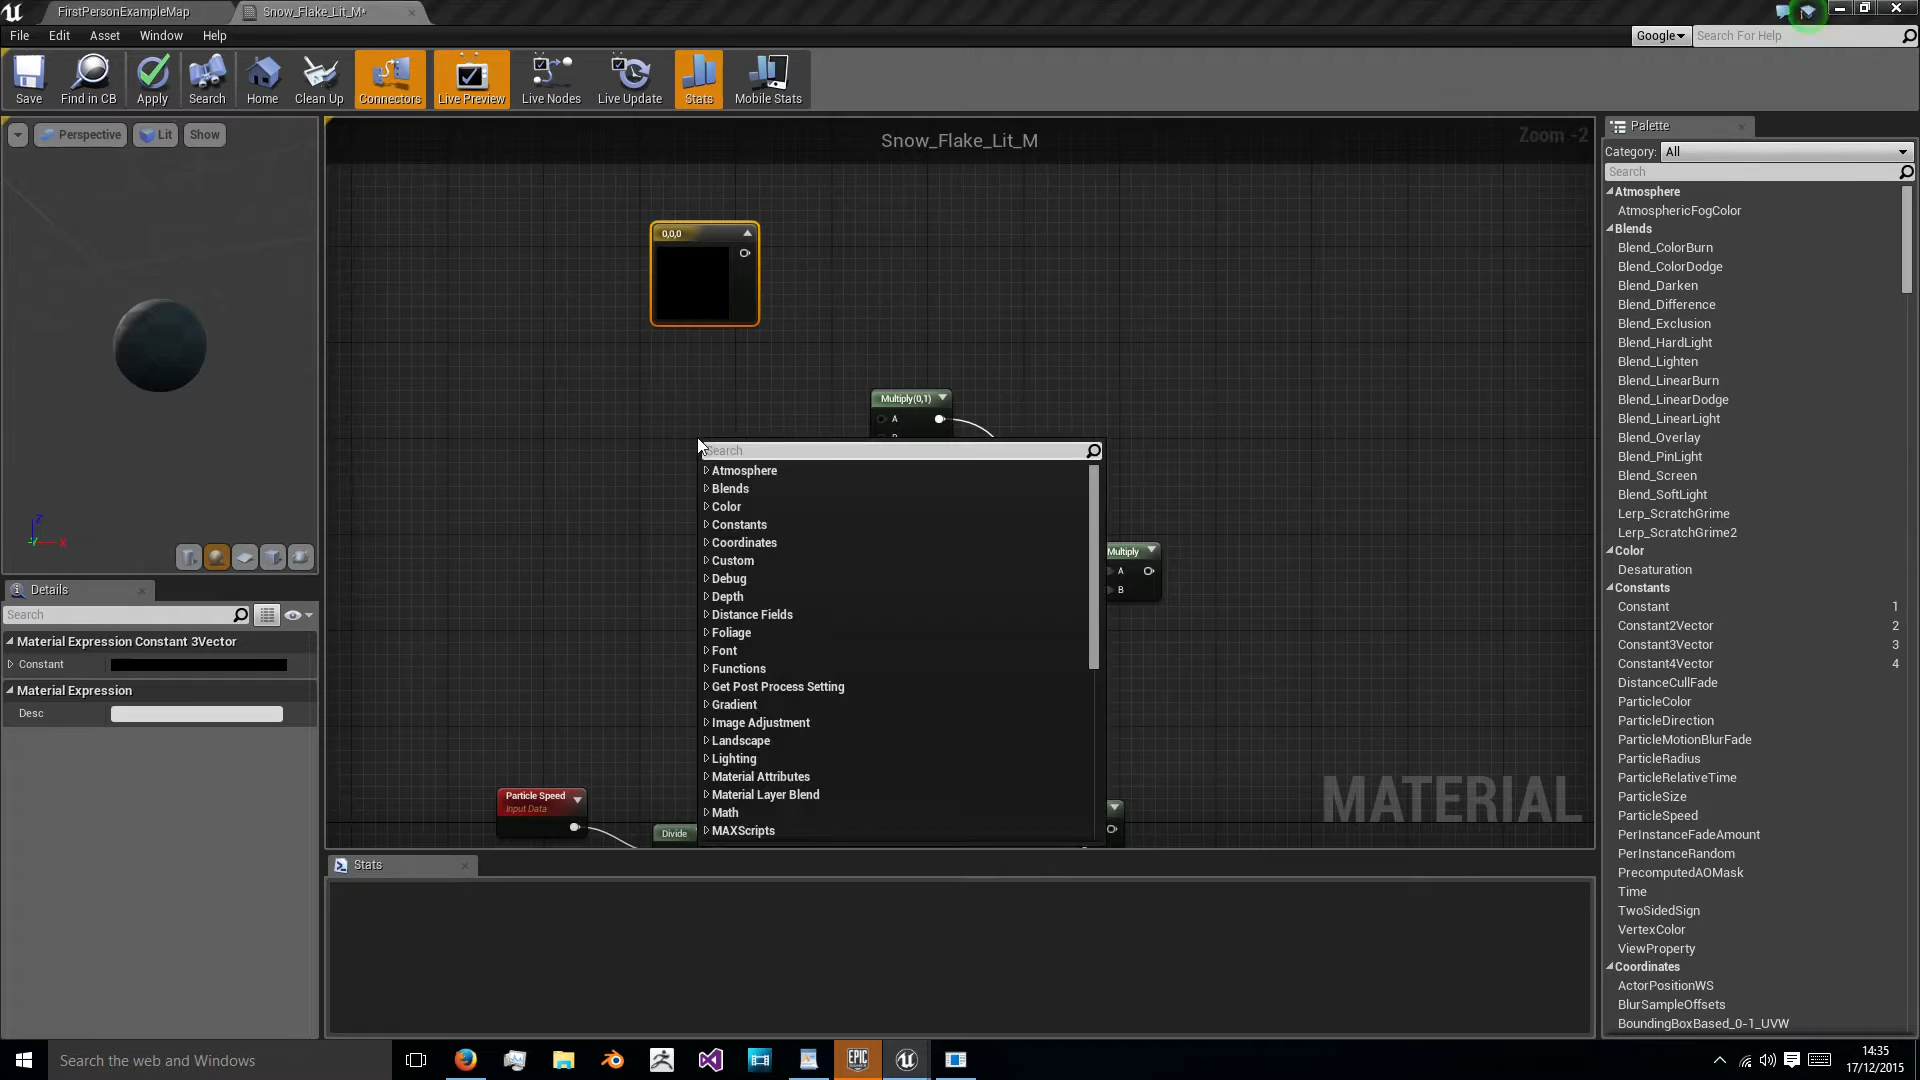 FirstPersonExampleMap
Snow_Flake_Lit_M*
File Edit Asset Window Help
Google
Search For Help
Save
Find in CB
Apply
Search
Home
Clean Up
Connectors
Live Preview
Live Nodes
Live Update
Stats
Mobile Stats
Perspective
Lit
Show
Snow_Flake_Lit_M
Zoom -2
0,0,0
Multiply(0,1)
A
Search
Atmosphere
Blends
Color
Constants
Coordinates
Custom
Debug
Depth
Distance Fields
Foliage
Font
Functions
Get Post Process Setting
Gradient
Image Adjustment
Landscape
Lighting
Material Attributes
Material Layer Blend
Math
MAXScripts
Multiply
A
B
Particle Speed
Input Data
Divide
MATERIAL
Z
X
Details
Search
Material Expression Constant 3Vector
Constant
Material Expression
Desc
Stats
Palette
Category: All
Search
Atmosphere
AtmosphericFogColor
Blends
Blend_ColorBurn
Blend_ColorDodge
Blend_Darken
Blend_Difference
Blend_Exclusion
Blend_HardLight
Blend_Lighten
Blend_LinearBurn
Blend_LinearDodge
Blend_LinearLight
Blend_Overlay
Blend_PinLight
Blend_Screen
Blend_SoftLight
Lerp_ScratchGrime
Lerp_ScratchGrime2
Color
Desaturation
Constants
Constant 1
Constant2Vector 2
Constant3Vector 3
Constant4Vector 4
DistanceCullFade
ParticleColor
ParticleDirection
ParticleMotionBlurFade
ParticleRadius
ParticleRelativeTime
ParticleSize
ParticleSpeed
PerInstanceFadeAmount
PerInstanceRandom
PrecomputedAOMask
Time
TwoSidedSign
VertexColor
ViewProperty
Coordinates
ActorPositionWS
BlurSampleOffsets
BoundingBoxBased_0-1_UVW
Search the web and Windows
EPIC
14:35
17/12/2015